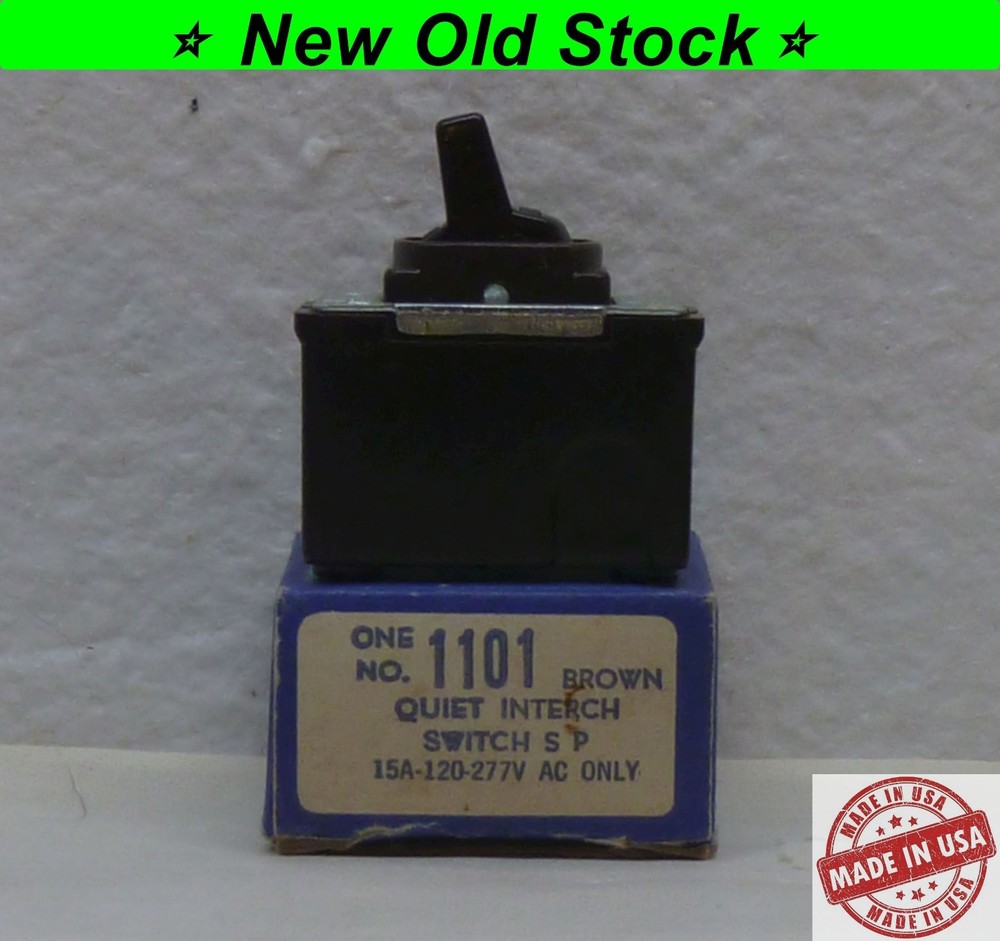 ☆ New Old Stock ☆
ONE
NO. 1101 BROWN
QUIET INTERCH
SWITCH S P
15A-120-277V AC ONLY
MADE IN USA
MADE IN USA
MADE IN USA